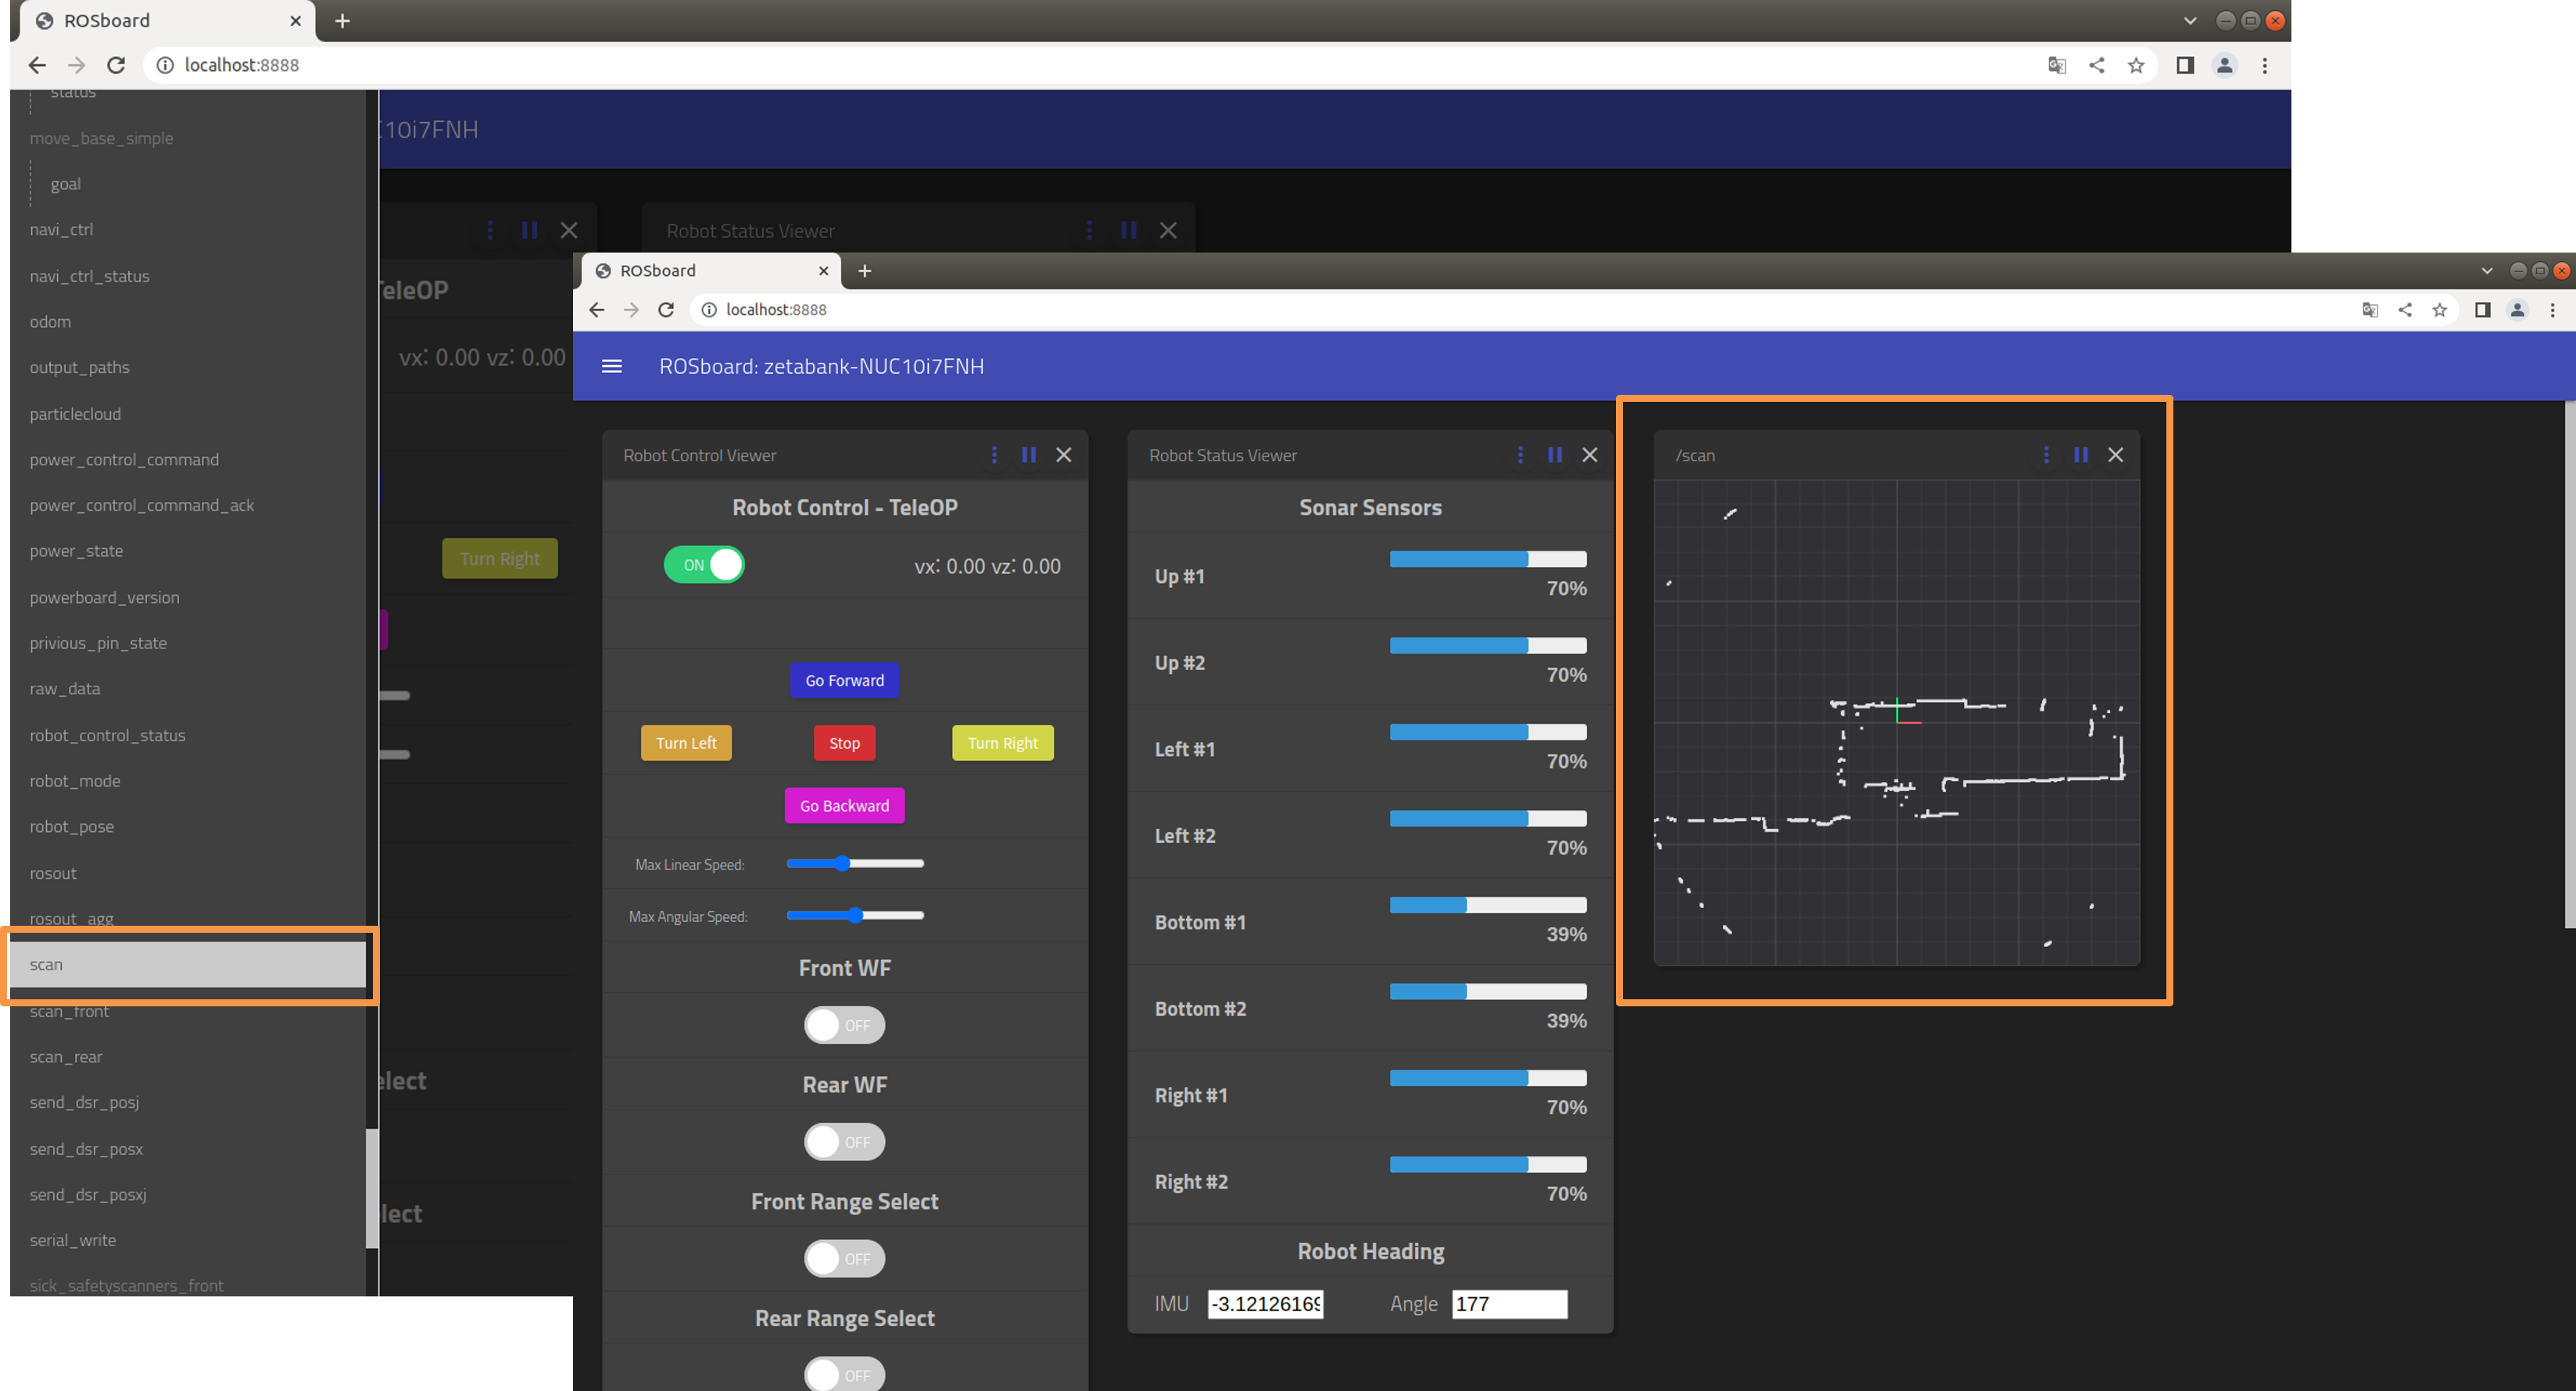 ROSboard
localhost:8888
status
C10i7FNH
move_base_simple
goal
navi_ctrl
Robot Status Viewer
navi_ctrl_status
TeleOP
odom
output_paths
vx: 0.00 vz: 0.00
particlecloud
power_control_command
power_control_command_ack
power_state
Turn Right
powerboard_version
privious_pin_state
raw_data
robot_control_status
robot_mode
robot_pose
rosout
rosout_agg
scan
scan_front
scan_rear
elect
send_dsr_posj
send_dsr_posx
send_dsr_posxj
lect
serial_write
sick_safetyscanners_front
ROSboard
localhost:8888
ROSboard: zetabank-NUC10i7FNH
Robot Control Viewer
Robot Control - TeleOP
ON
vx: 0.00 vz: 0.00
Go Forward
Turn Left
Stop
Turn Right
Go Backward
Max Linear Speed:
Max Angular Speed:
Front WF
OFF
Rear WF
OFF
Front Range Select
OFF
Rear Range Select
OFF
Robot Status Viewer
Sonar Sensors
Up #1
70%
Up #2
70%
Left #1
70%
Left #2
70%
Bottom #1
39%
Bottom #2
39%
Right #1
70%
Right #2
70%
Robot Heading
IMU -3.1212616 Angle 177
/scan